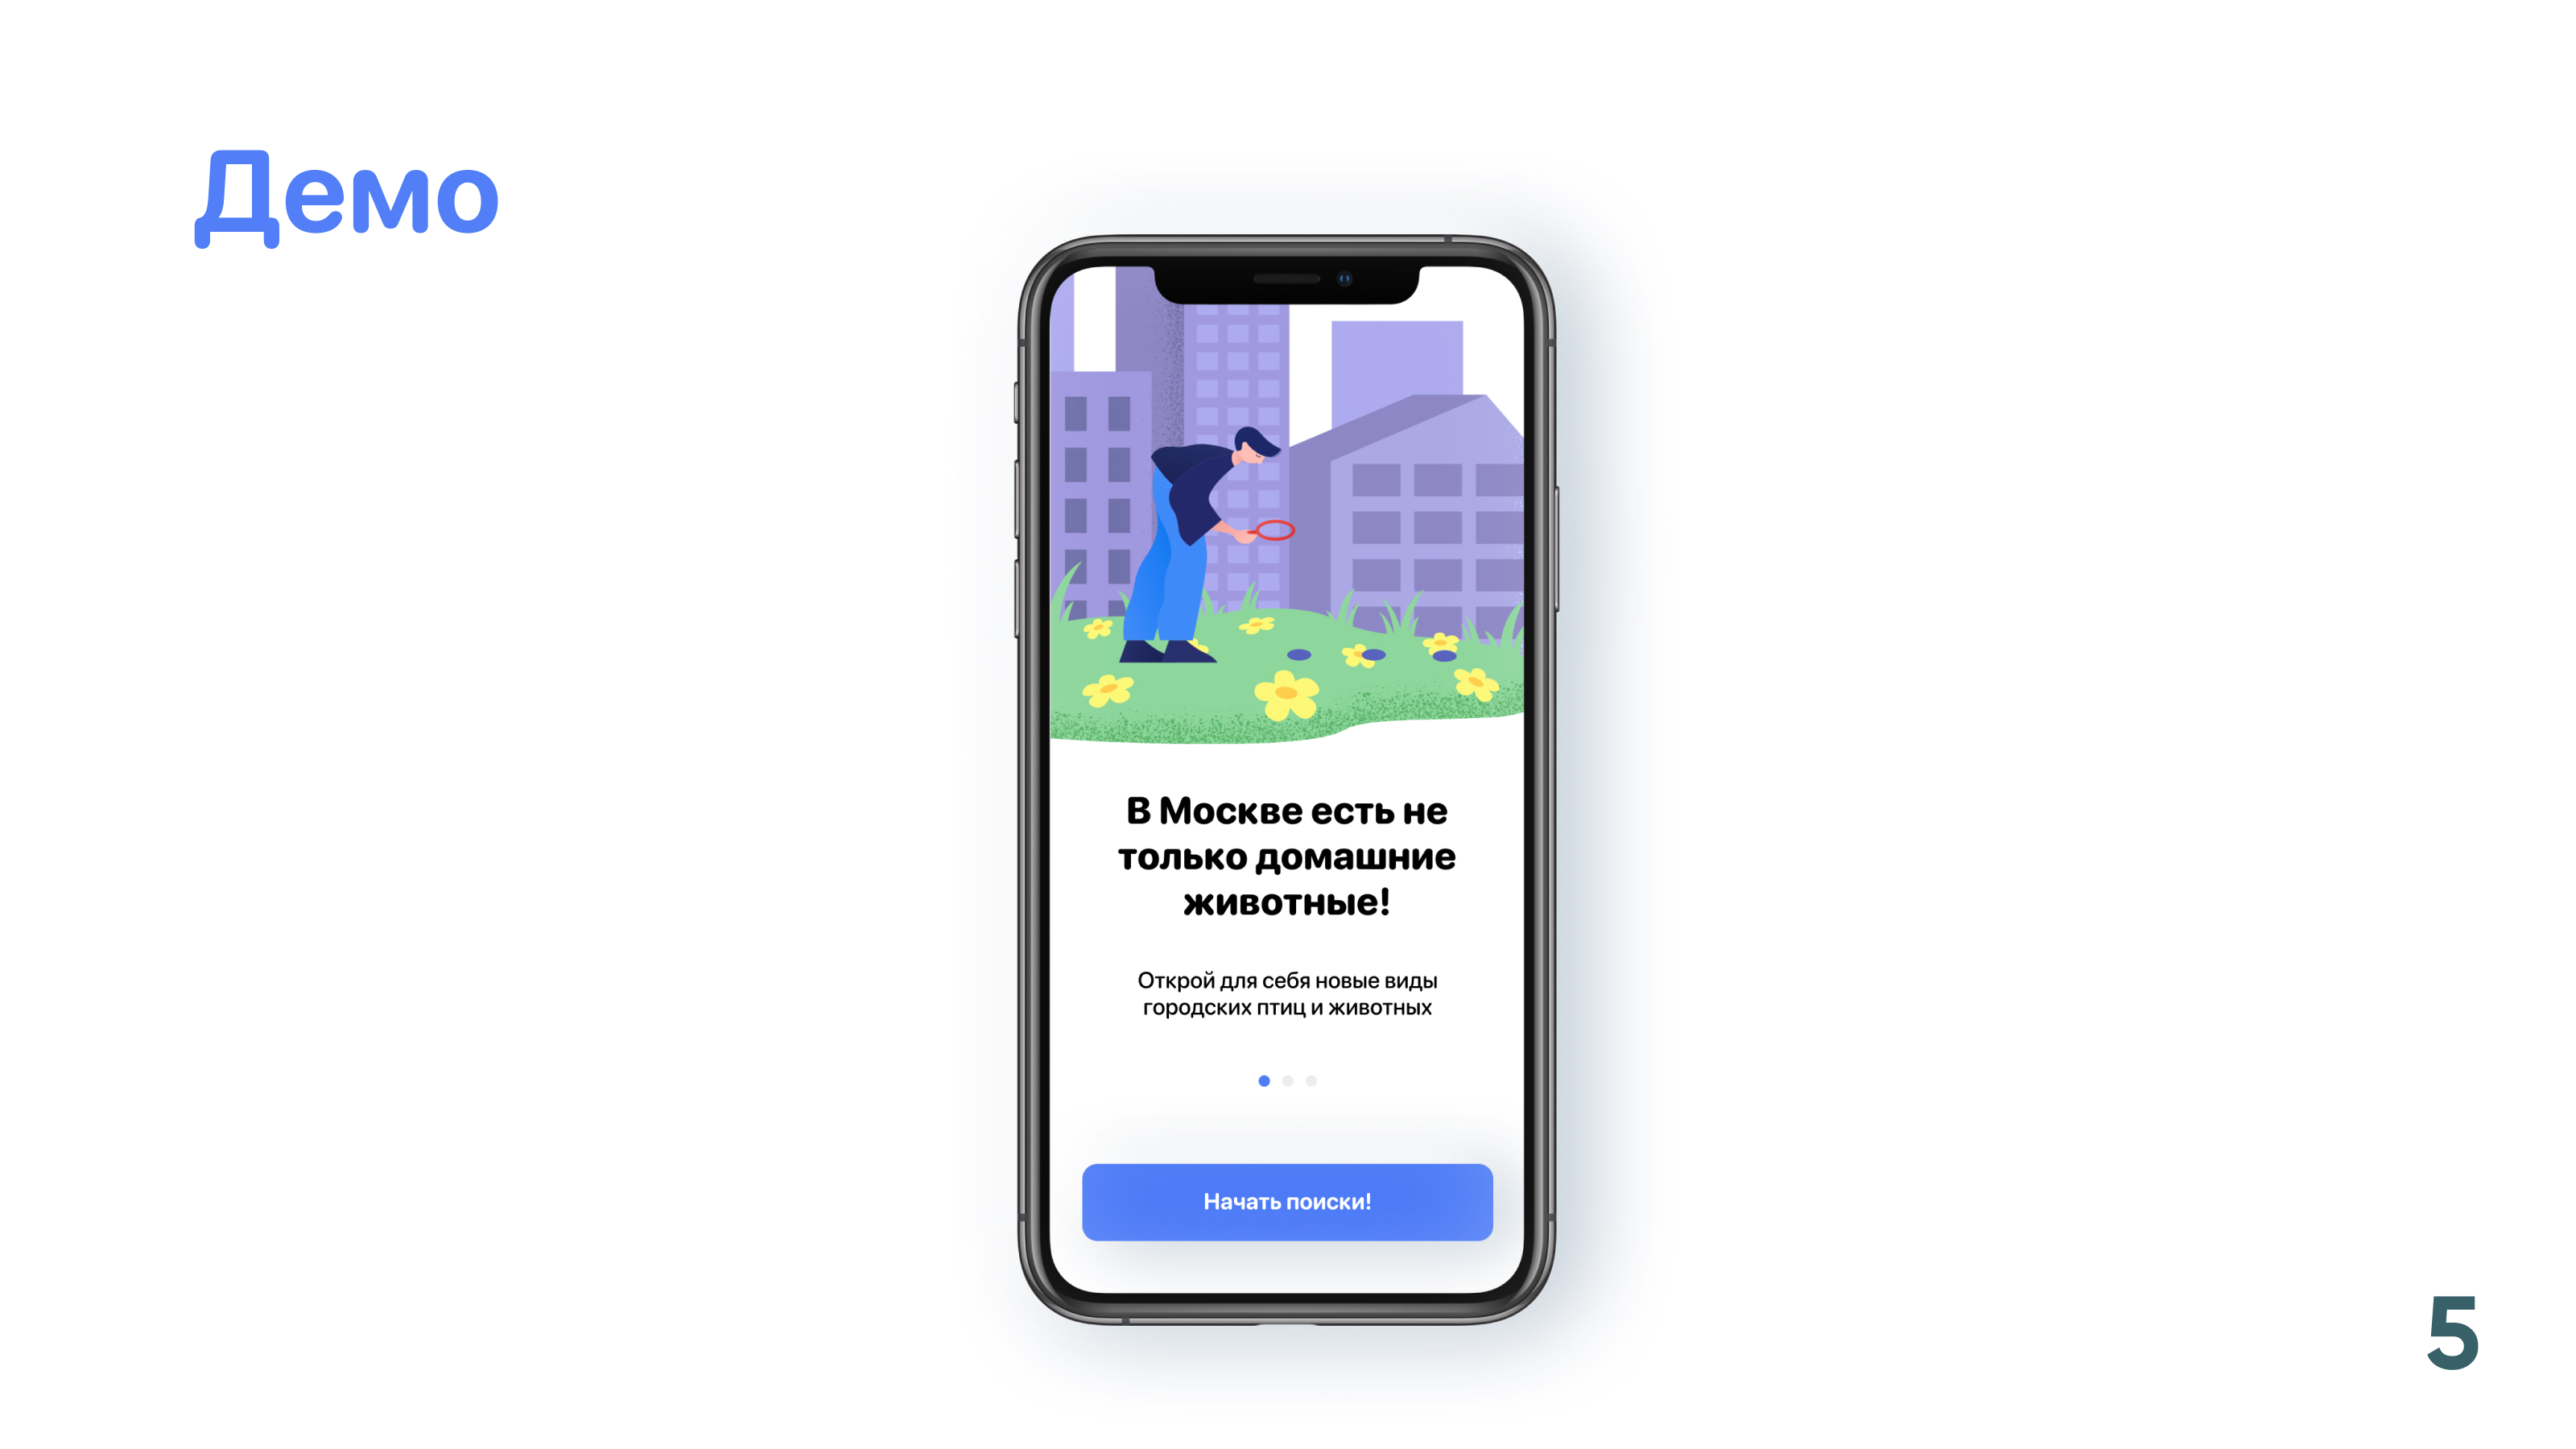 Демо
В Москве есть не
только домашние
животные!
Открой для себя новые виды
городских птиц и животных
Начать поиски!
5